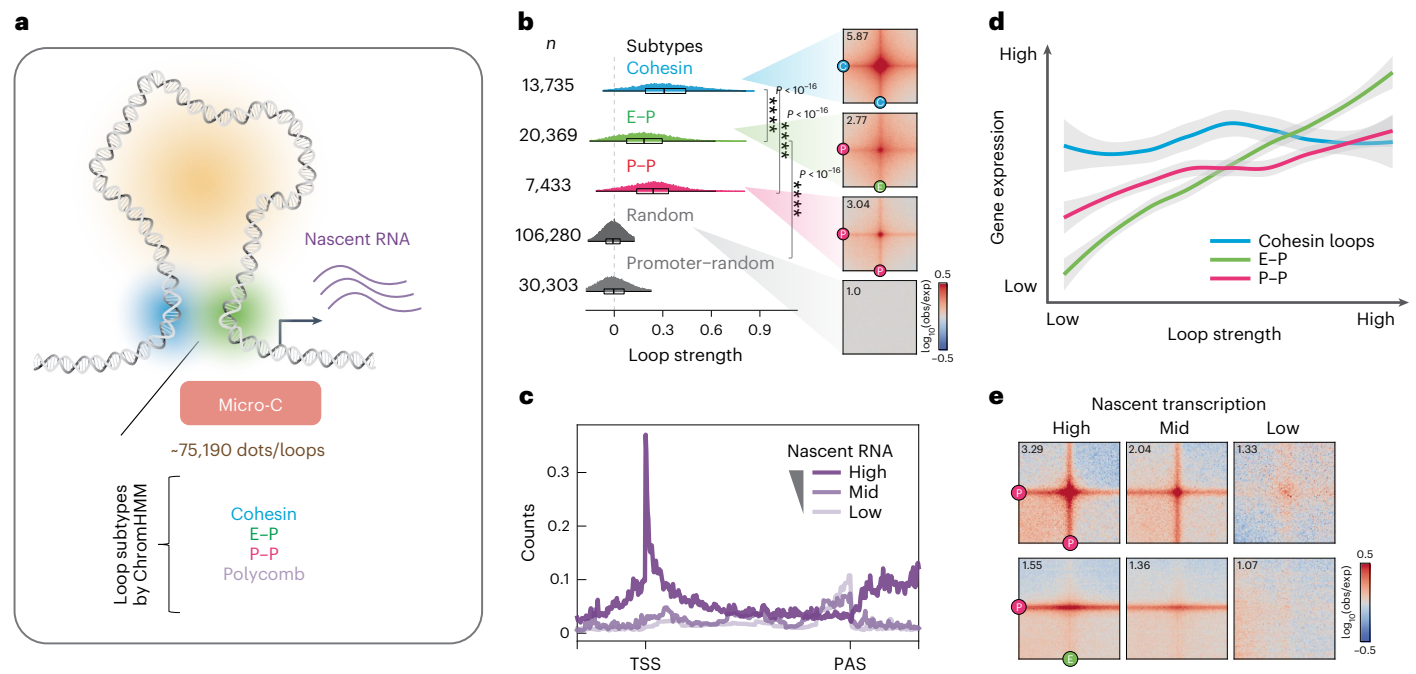 a
Nascent RNA
Micro-C
~75,190 dots/loops
Loop subtypes
by ChromHMM
Cohesin
E–P
P–P
Polycomb
b
n
Subtypes
13,735
Cohesin
20,369
E–P
7,433
P–P
106,280
Random
30,303
Promoter–random
0
0.3
0.6
0.9
Loop strength
P < 10⁻¹⁶
****
P < 10⁻¹⁶
****
P < 10⁻¹⁶
****
5.87
C
C
2.77
P
E
3.04
P
P
1.0
0.5
log₁₀(obs/exp)
−0.5
c
Counts
0.3
0.2
0.1
0
TSS
PAS
Nascent RNA
High
Mid
Low
d
High
Gene expression
Low
Cohesin loops
E–P
P–P
Low
High
Loop strength
e
Nascent transcription
High
Mid
Low
3.29
2.04
1.33
P
P
1.55
1.36
1.07
P
E
0.5
log₁₀(obs/exp)
−0.5